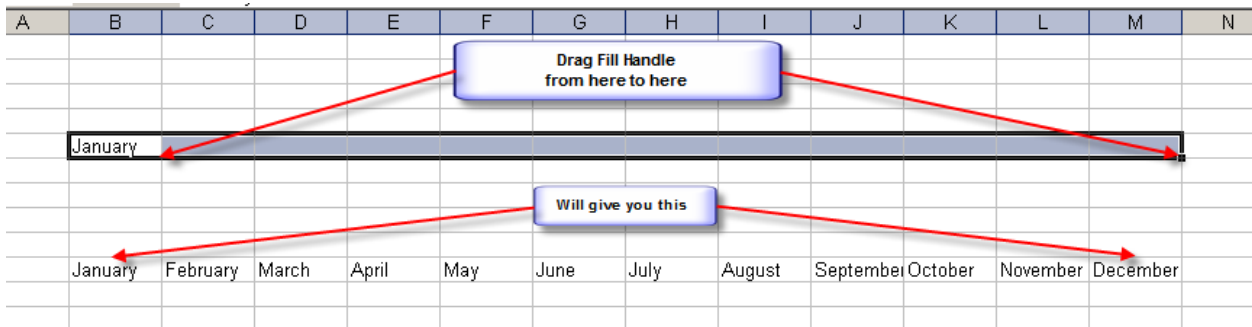 A B C D E F G H I J K L M N
Drag Fill Handle
from here to here
January
Will give you this
January February March April May June July August September October November December